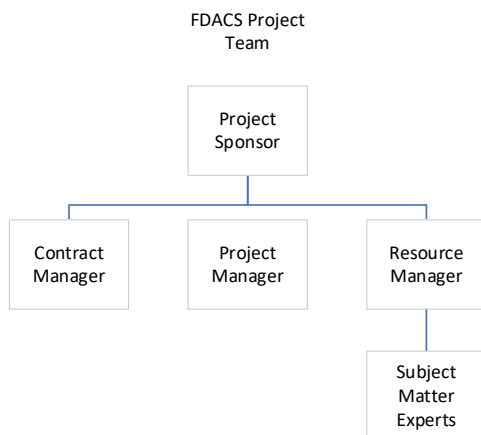 FDACS Project
Team
Project
Sponsor
Contract
Manager
Project
Manager
Resource
Manager
Subject
Matter
Experts